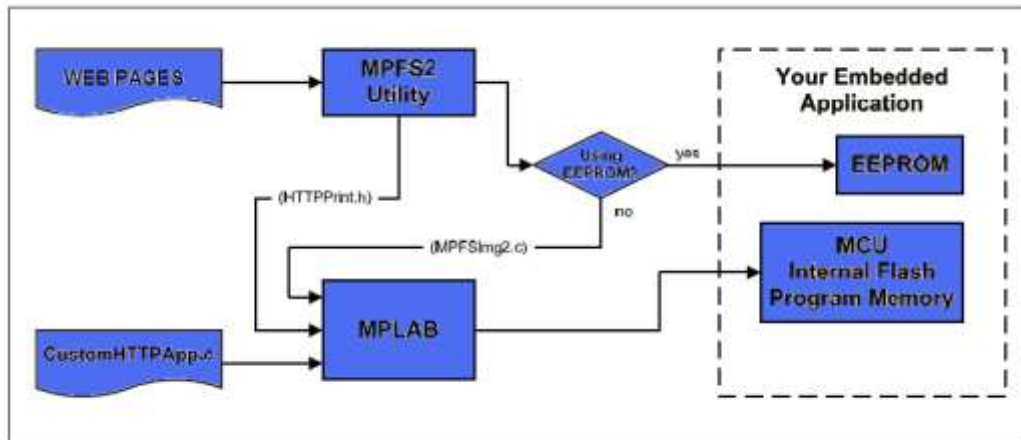 WEB PAGES
MPFS2
Utility
Your Embedded
Application
Using
EEPROM?
yes
EEPROM
no
(HTTPPrint.h)
(MPFSImg2.c)
MCU
Internal Flash
Program Memory
MPLAB
CustomHTTPApp.c